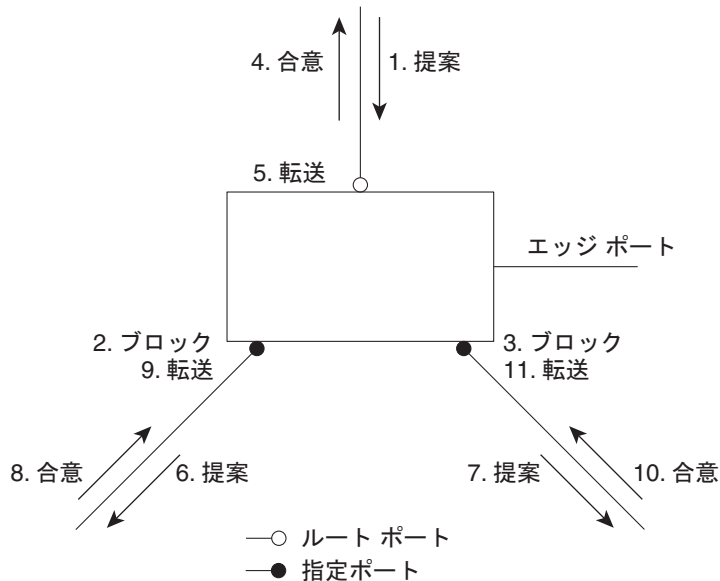 4. 合意
1. 提案
5. 転送
エッジ ポート
2. ブロック
9. 転送
3. ブロック
11. 転送
8. 合意
6. 提案
7. 提案
10. 合意
ルート ポート
指定ポート